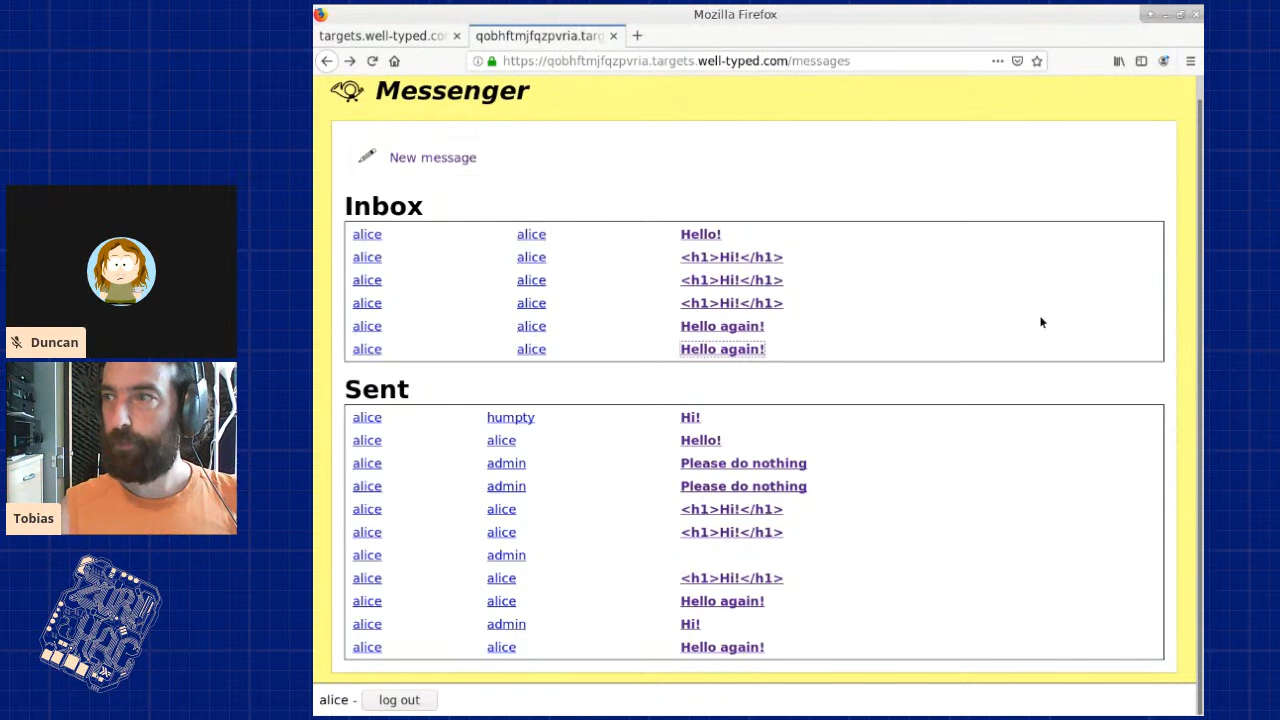 Mozilla Firefox
targets.well-typed.co
qobhftmjfqzpvria.targ
https://qobhftmjfqzpvria.targets.well-typed.com/messages
Messenger
New message
Inbox
alice alice Hello!
alice alice <h1>Hi!</h1>
alice alice <h1>Hi!</h1>
alice alice <h1>Hi!</h1>
alice alice Hello again!
alice alice Hello again!
Sent
alice humpty Hi!
alice alice Hello!
alice admin Please do nothing
alice admin Please do nothing
alice alice <h1>Hi!</h1>
alice alice <h1>Hi!</h1>
alice admin
alice alice <h1>Hi!</h1>
alice alice Hello again!
alice admin Hi!
alice alice Hello again!
alice - log out
Duncan
Tobias
ZURI
HAC